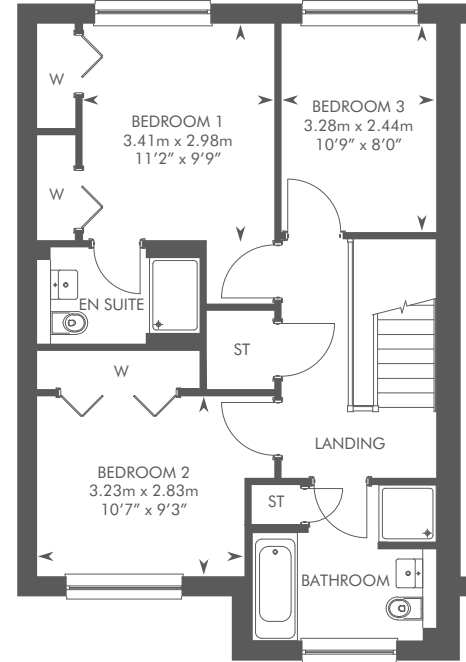 W
BEDROOM 1
3.41m x 2.98m
11’2” x 9’9”
BEDROOM 3
3.28m x 2.44m
10’9” x 8’0”
W
EN SUITE
ST
W
LANDING
BEDROOM 2
3.23m x 2.83m
10’7” x 9’3”
ST
BATHROOM